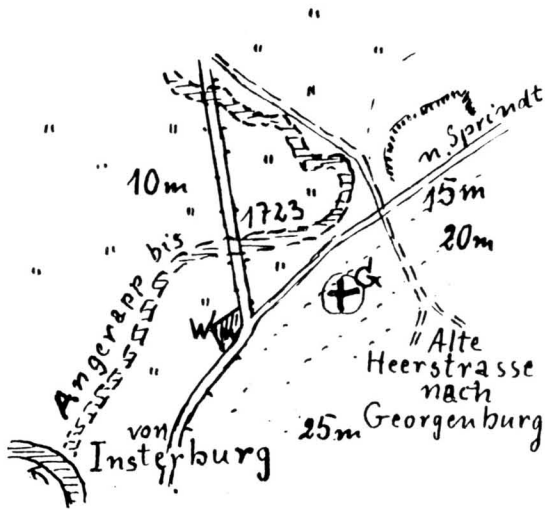 n. Sprindt
10m
15m
1723
20m
Angerapp bis
G
W
Alte
Heerstrasse
nach
Georgenburg
25m
von
Insterburg